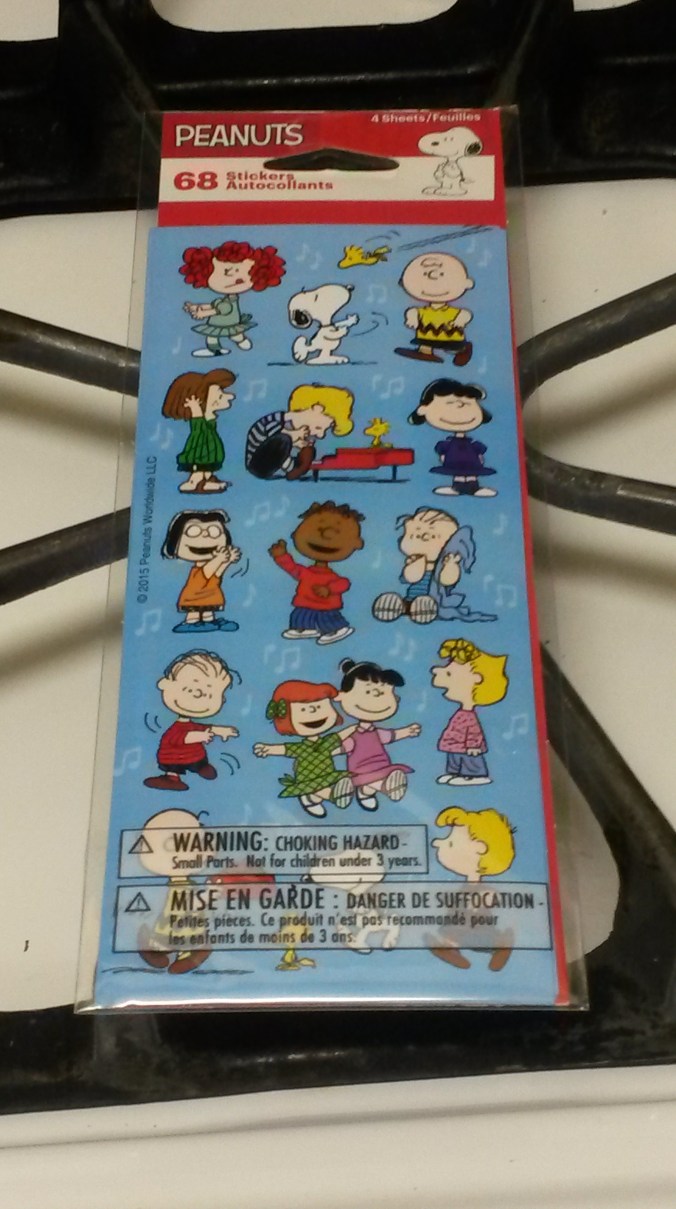 4 Sheets/Feuilles
PEANUTS
68 Stickers
Autocollants
© 2015 Peanuts Worldwide LLC
WARNING: CHOKING HAZARD-
Small Parts. Not for children under 3 years.
MISE EN GARDE : DANGER DE SUFFOCATION -
Petites pièces. Ce produit n'est pas recommandé pour
les enfants de moins de 3 ans.